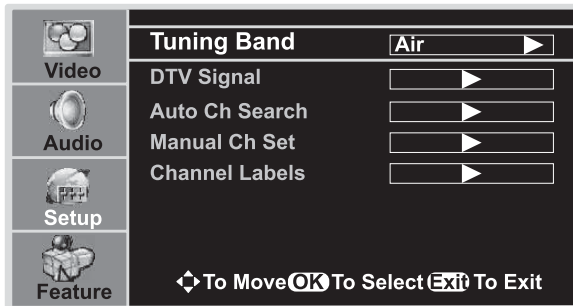 Video
Audio
Setup
Feature
Tuning Band Air
DTV Signal
Auto Ch Search
Manual Ch Set
Channel Labels
To Move OK To Select Exit To Exit